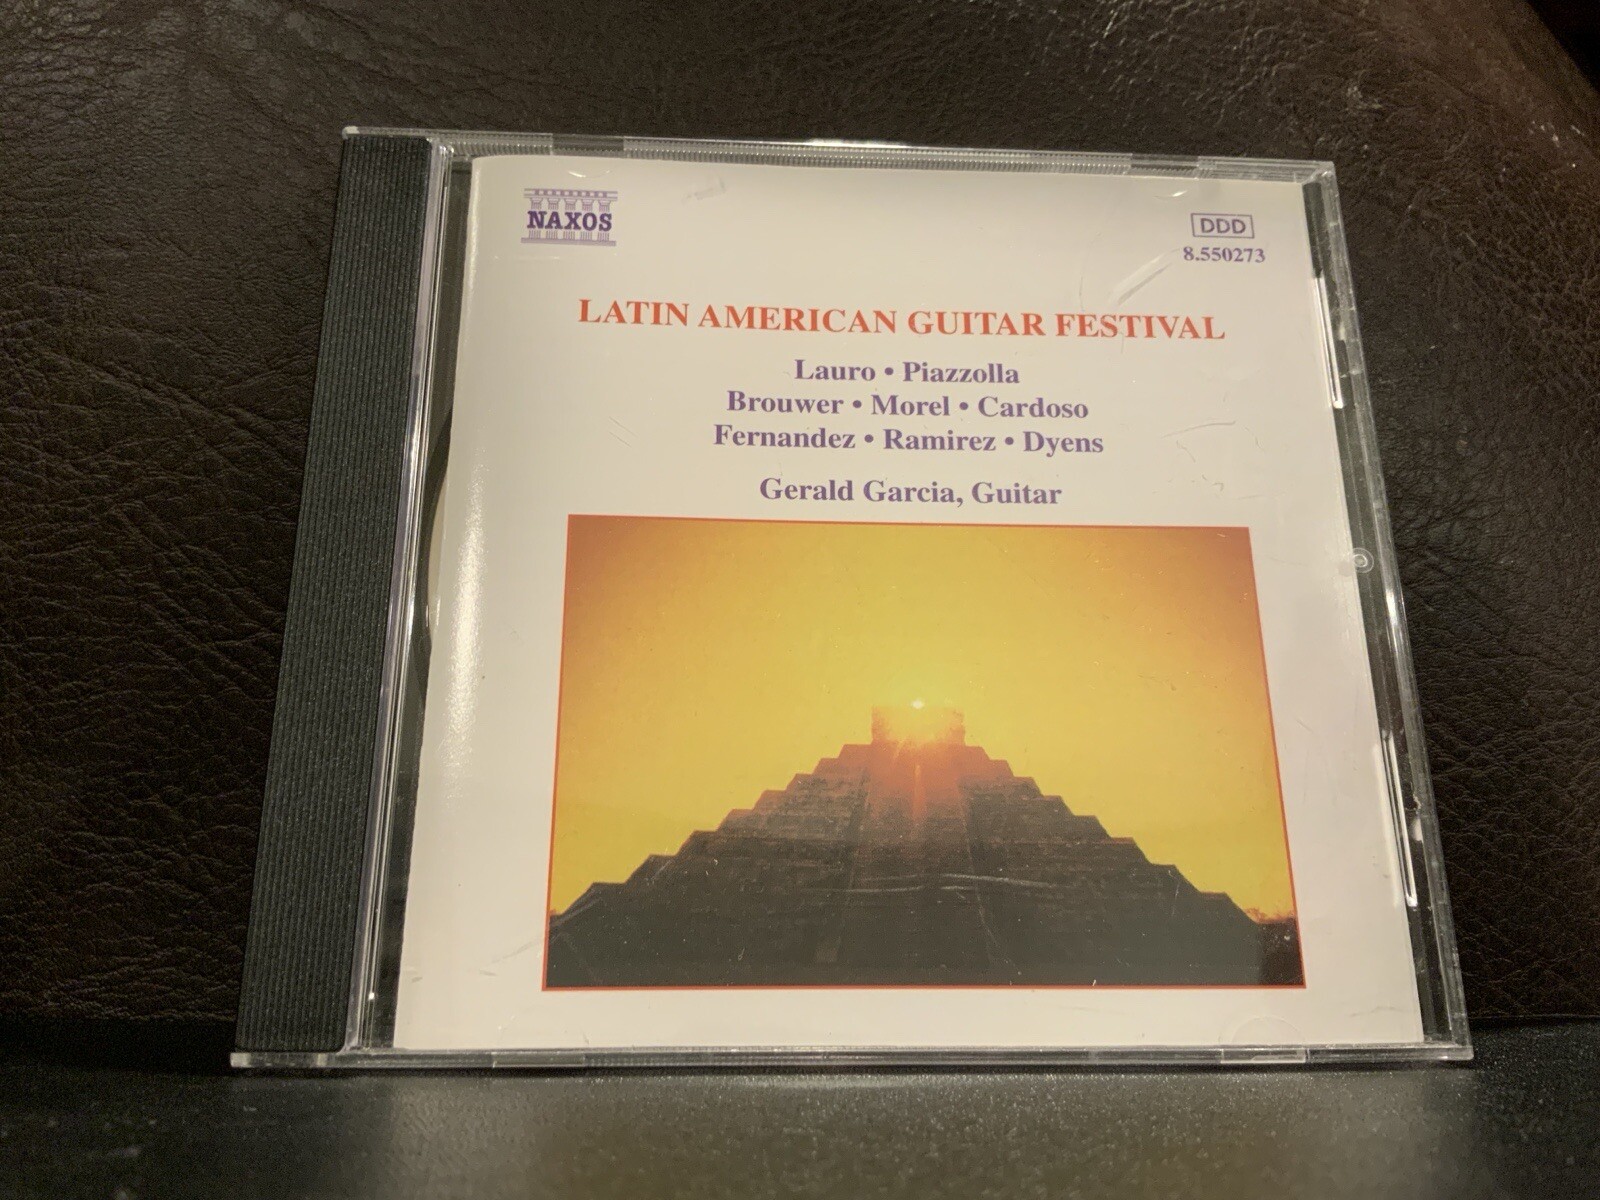 NAXOS
DDD
8.550273
LATIN AMERICAN GUITAR FESTIVAL
Lauro • Piazzolla
Brouwer • Morel • Cardoso
Fernandez • Ramirez • Dyens
Gerald Garcia, Guitar